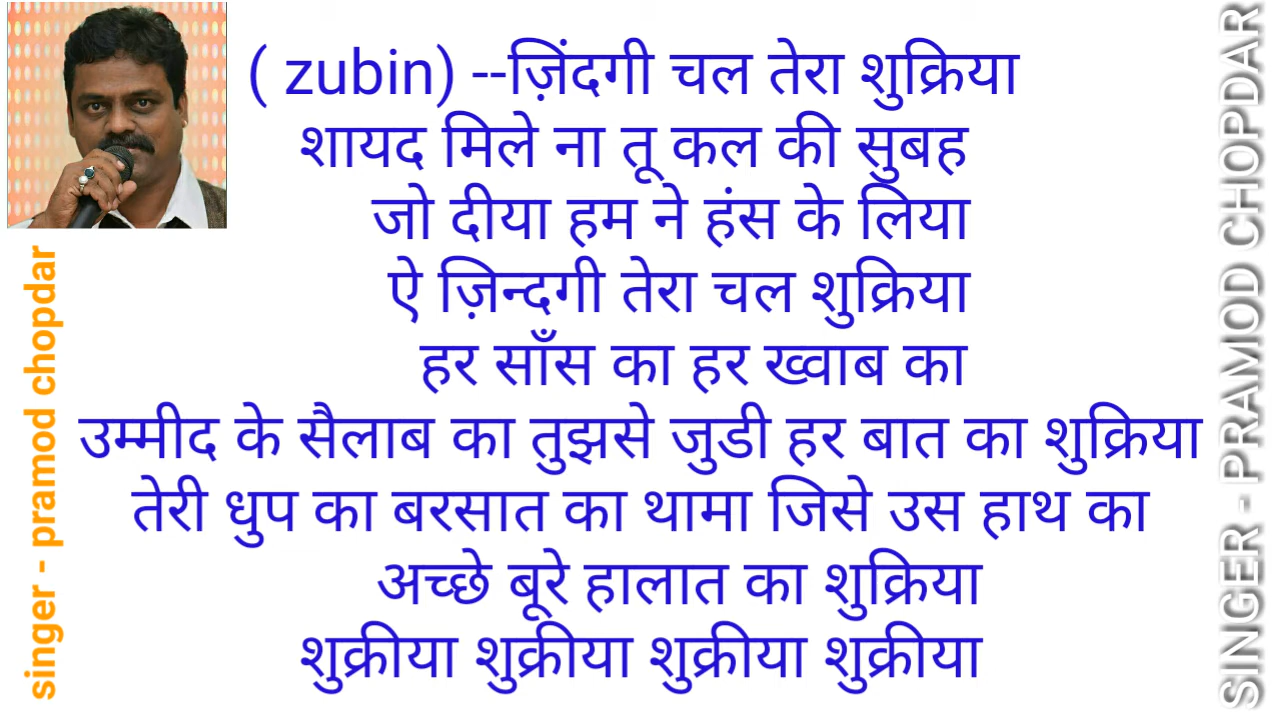 ( zubin) --ज़िंदगी चल तेरा शुक्रिया
शायद मिले ना तू कल की सुबह
जो दीया हम ने हंस के लिया
ऐ ज़िन्दगी तेरा चल शुक्रिया
हर साँस का हर ख्वाब का
उम्मीद के सैलाब का तुझसे जुडी हर बात का शुक्रिया
तेरी धुप का बरसात का थामा जिसे उस हाथ का
अच्छे बूरे हालात का शुक्रिया
शुक्रीया शुक्रीया शुक्रीया शुक्रीया
singer - pramod chopdar
SINGER - PRAMOD CHOPDAR